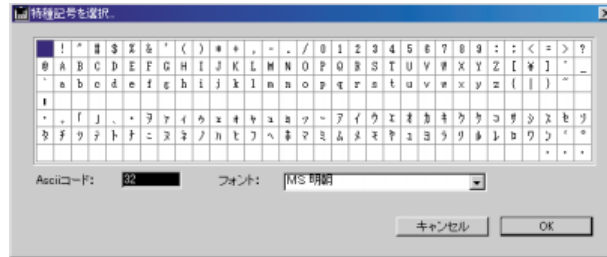 特種記号を選択.
! " # $ % & ' ( ) * + , - . / 0 1 2 3 4 5 6 7 8 9 : ; < = > ?
@ A B C D E F G H I J K L M N O P Q R S T U V W X Y Z [ ¥ ] ^ _
` a b c d e f g h i j k l m n o p q r s t u v w x y z { | } ~
・ 。 「 」 、 ・ ヲ ァ ィ ゥ ェ ォ ャ ュ ョ ッ ー ア イ ウ エ オ カ キ ク ケ コ サ シ ス セ ソ
タ チ ツ テ ト ナ ニ ヌ ネ ノ ハ ヒ フ ヘ ホ マ ミ ム メ モ ヤ ユ ヨ ラ リ ル レ ロ ワ ン ゙ ゚
・ ・ ・
Asciiコード: 32 フォント: MS 明朝
キャンセル OK